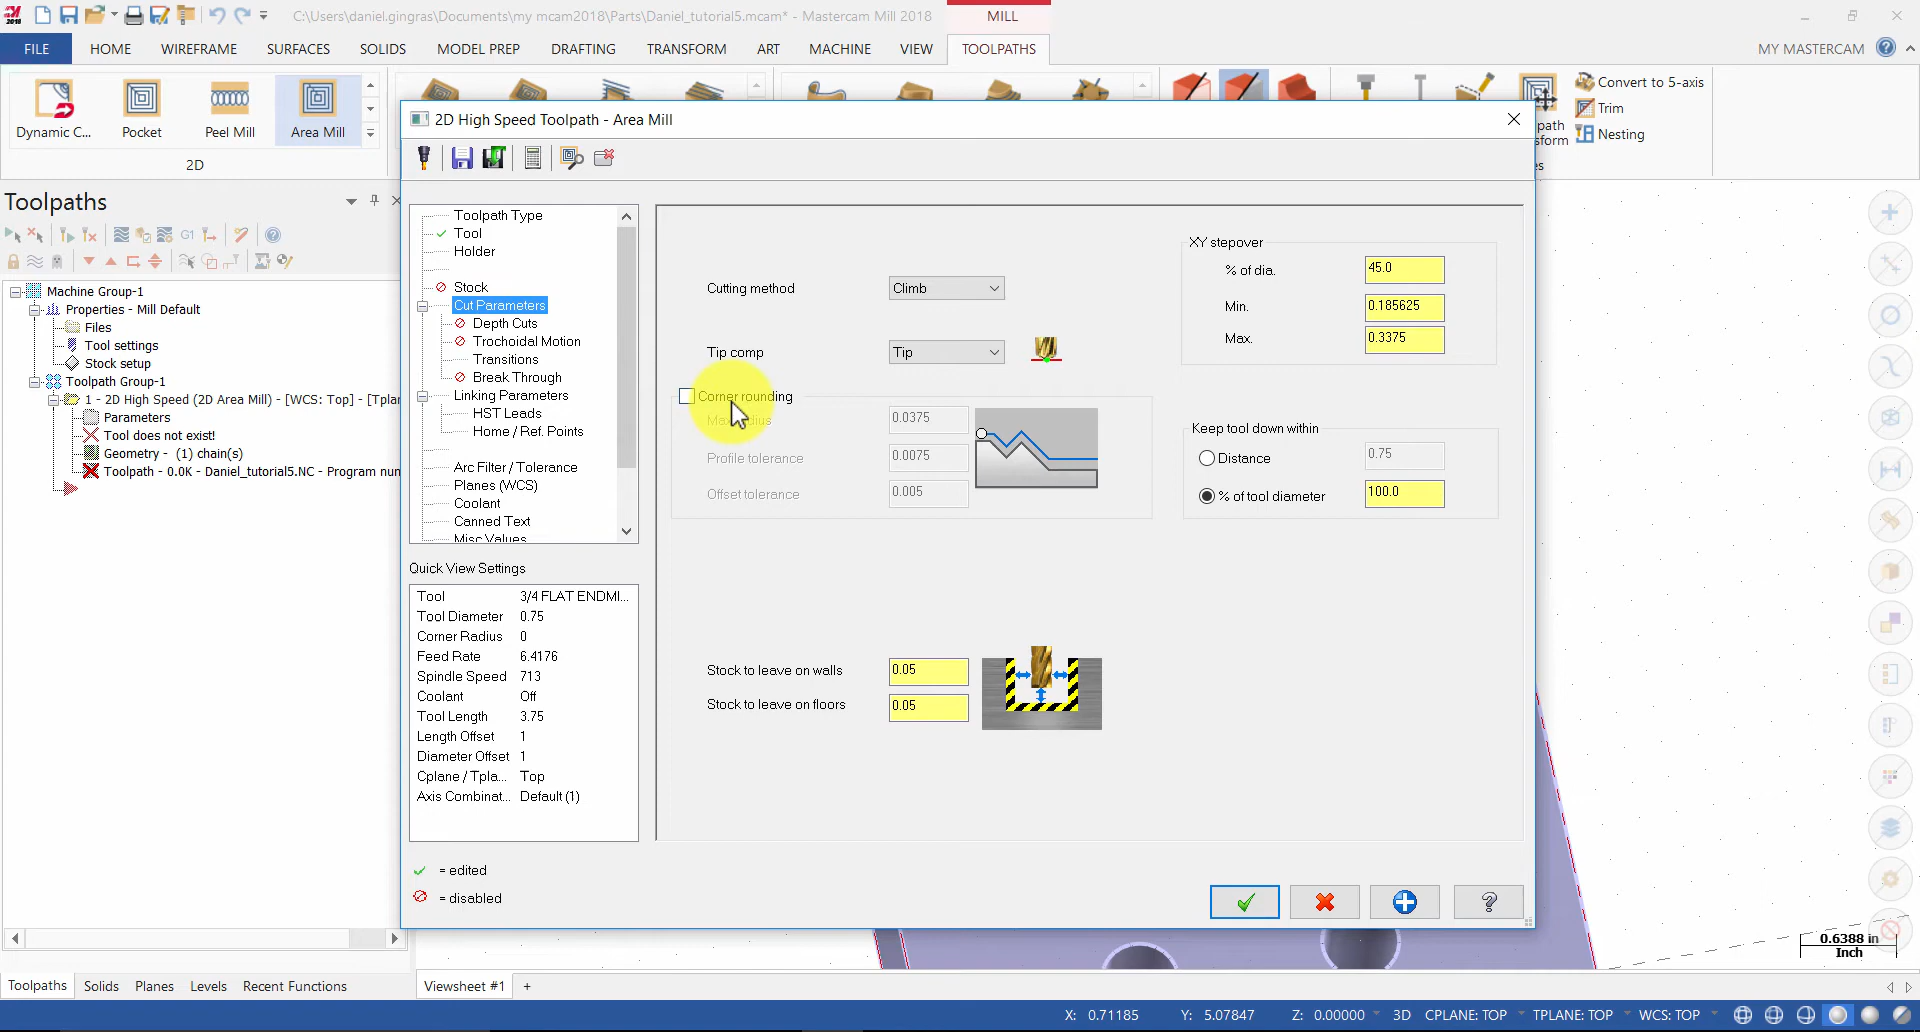 C:\Users\daniel.gingras\Documents\my mcam2018\Parts\Daniel_tutorial5.mcam* - Mastercam Mill 2018
MILL
FILE
HOME
WIREFRAME
SURFACES
SOLIDS
MODEL PREP
DRAFTING
TRANSFORM
ART
MACHINE
VIEW
TOOLPATHS
MY MASTERCAM
Dynamic C...
Pocket
Peel Mill
Area Mill
2D
Convert to 5-axis
Trim
Nesting
2D High Speed Toolpath - Area Mill
Toolpaths
G1
Machine Group-1
Properties - Mill Default
Files
Tool settings
Stock setup
Toolpath Group-1
1 - 2D High Speed (2D Area Mill) - [WCS: Top] - [Tplan
Parameters
Tool does not exist!
Geometry - (1) chain(s)
Toolpath - 0.0K - Daniel_tutorial5.NC - Program num
Toolpath Type
Tool
Holder
Stock
Cut Parameters
Depth Cuts
Trochoidal Motion
Transitions
Break Through
Linking Parameters
HST Leads
Home / Ref. Points
Arc Filter / Tolerance
Planes (WCS)
Coolant
Canned Text
Misc Values
Quick View Settings
Tool 3/4 FLAT ENDMI...
Tool Diameter 0.75
Corner Radius 0
Feed Rate 6.4176
Spindle Speed 713
Coolant Off
Tool Length 3.75
Length Offset 1
Diameter Offset 1
Cplane / Tpla... Top
Axis Combinat... Default (1)
= edited
= disabled
Cutting method Climb
Tip comp Tip
Corner rounding
Max radius 0.0375
Profile tolerance 0.0075
Offset tolerance 0.005
Stock to leave on walls 0.05
Stock to leave on floors 0.05
XY stepover
% of dia. 45.0
Min. 0.185625
Max. 0.3375
Keep tool down within
Distance 0.75
% of tool diameter 100.0
0.6388 in
Inch
Toolpaths Solids Planes Levels Recent Functions
Viewsheet #1 +
X: 0.71185 Y: 5.07847 Z: 0.00000 3D CPLANE: TOP TPLANE: TOP WCS: TOP